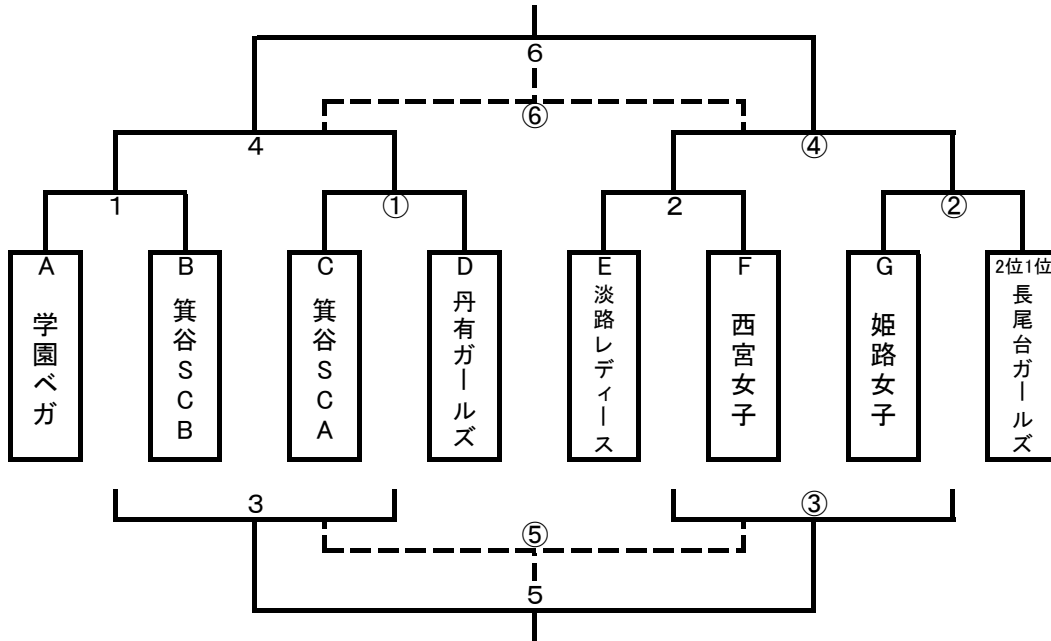 6
⑥
4
④
1
①
2
②
A 学園ベガ
B 箕谷SCB
C 箕谷SCA
D 丹有ガールズ
E 淡路レディース
F 西宮女子
G 姫路女子
2位1位 長尾台ガールズ
3
③
⑤
5